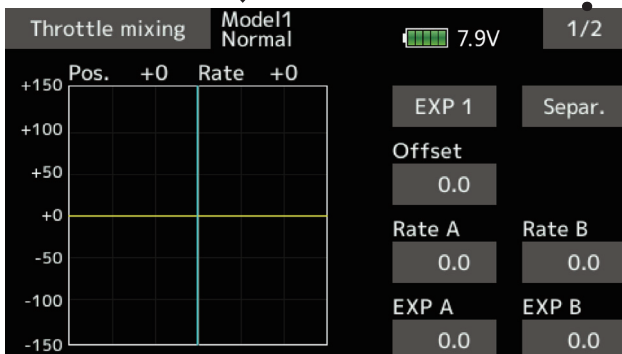 Throttle mixing
Model1
Normal
7.9V
1/2
Pos. +0 Rate +0
+150
+100
+50
+0
-50
-100
-150
EXP 1
Separ.
Offset
0.0
Rate A Rate B
0.0 0.0
EXP A EXP B
0.0 0.0